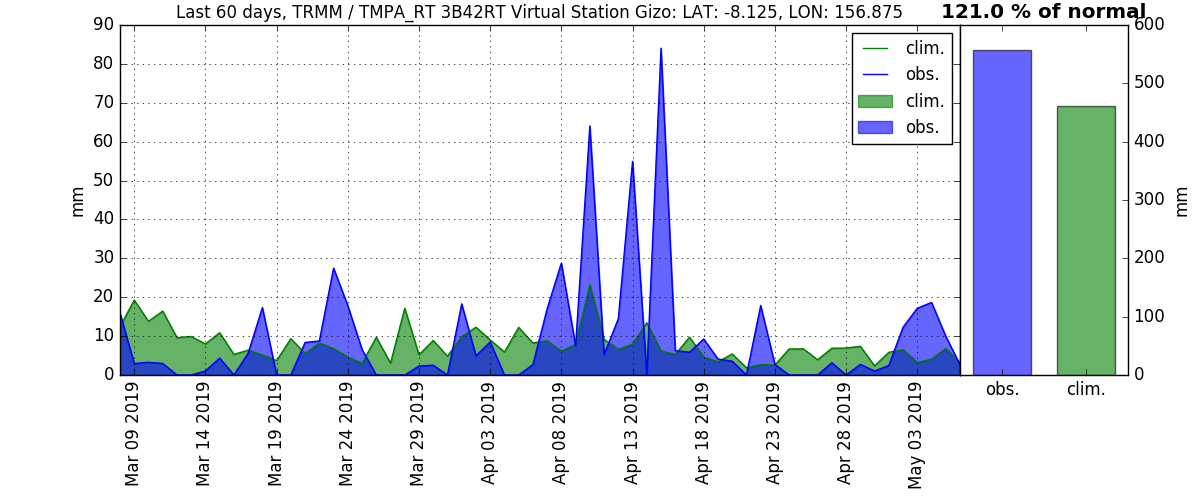 Last 60 days, TRMM / TMPA_RT 3B42RT Virtual Station Gizo: LAT: -8.125, LON: 156.875
121.0 % of normal
90
80
70
60
50
40
30
20
10
0
mm
clim.
obs.
clim.
obs.
Mar 09 2019
Mar 14 2019
Mar 19 2019
Mar 24 2019
Mar 29 2019
Apr 03 2019
Apr 08 2019
Apr 13 2019
Apr 18 2019
Apr 23 2019
Apr 28 2019
May 03 2019
600
500
400
300
200
100
0
mm
obs.
clim.